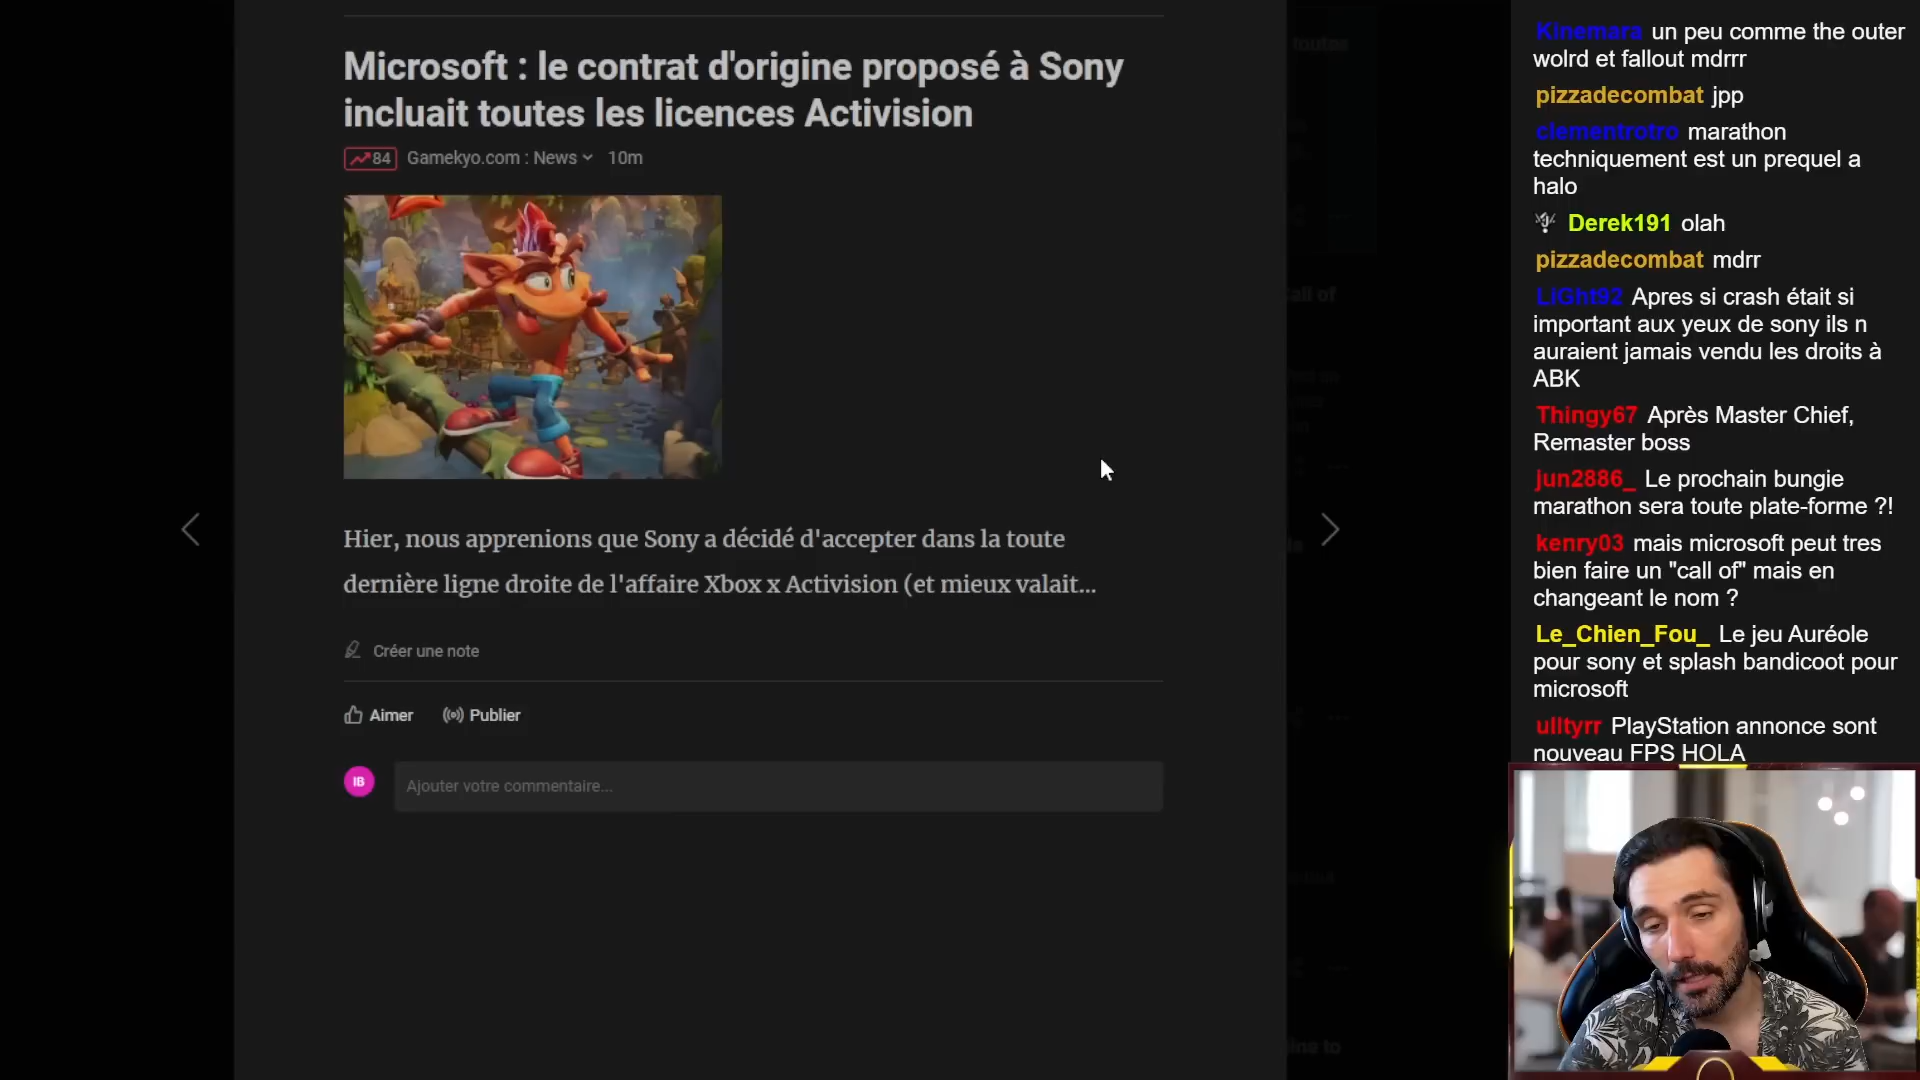 Microsoft : le contrat d'origine proposé à Sony
incluait toutes les licences Activision
84 Gamekyo.com : News 10m
Hier, nous apprenions que Sony a décidé d'accepter dans la toute
dernière ligne droite de l'affaire Xbox x Activision (et mieux valait...
Créer une note
Aimer Publier
IB Ajouter votre commentaire...
toutes
Call of
Kinemara un peu comme the outer
wolrd et fallout mdrrr
pizzadecombat jpp
clementrotro marathon
techniquement est un prequel a
halo
Derek191 olah
pizzadecombat mdrr
LiGht92 Apres si crash était si
important aux yeux de sony ils n
auraient jamais vendu les droits à
ABK
Thingy67 Après Master Chief,
Remaster boss
jun2886_ Le prochain bungie
marathon sera toute plate-forme ?!
kenry03 mais microsoft peut tres
bien faire un "call of" mais en
changeant le nom ?
Le_Chien_Fou_ Le jeu Auréole
pour sony et splash bandicoot pour
microsoft
ulltyrr PlayStation annonce sont
nouveau FPS HOLA